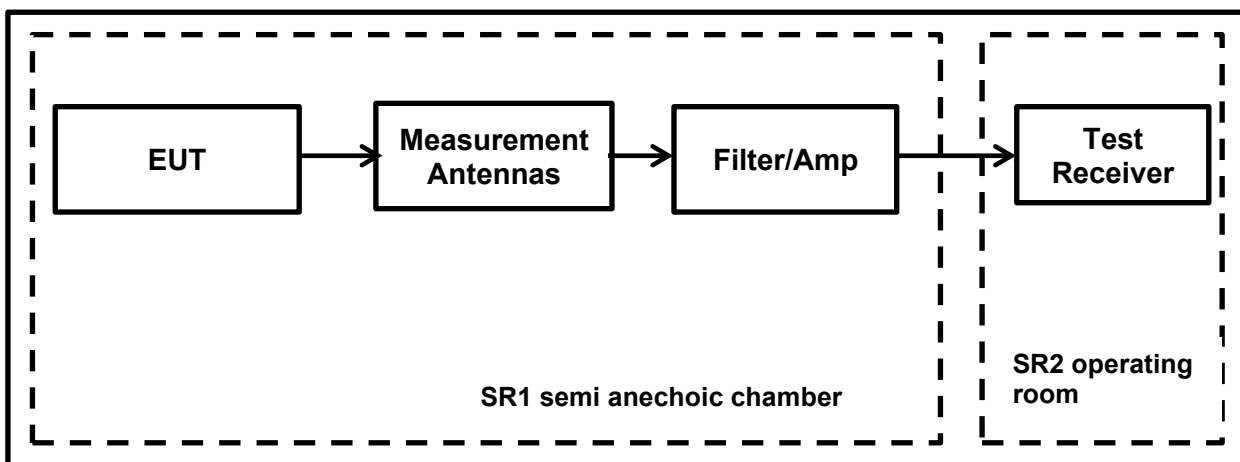 EUT
Measurement
Antennas
Filter/Amp
Test
Receiver
SR1 semi anechoic chamber
SR2 operating
room